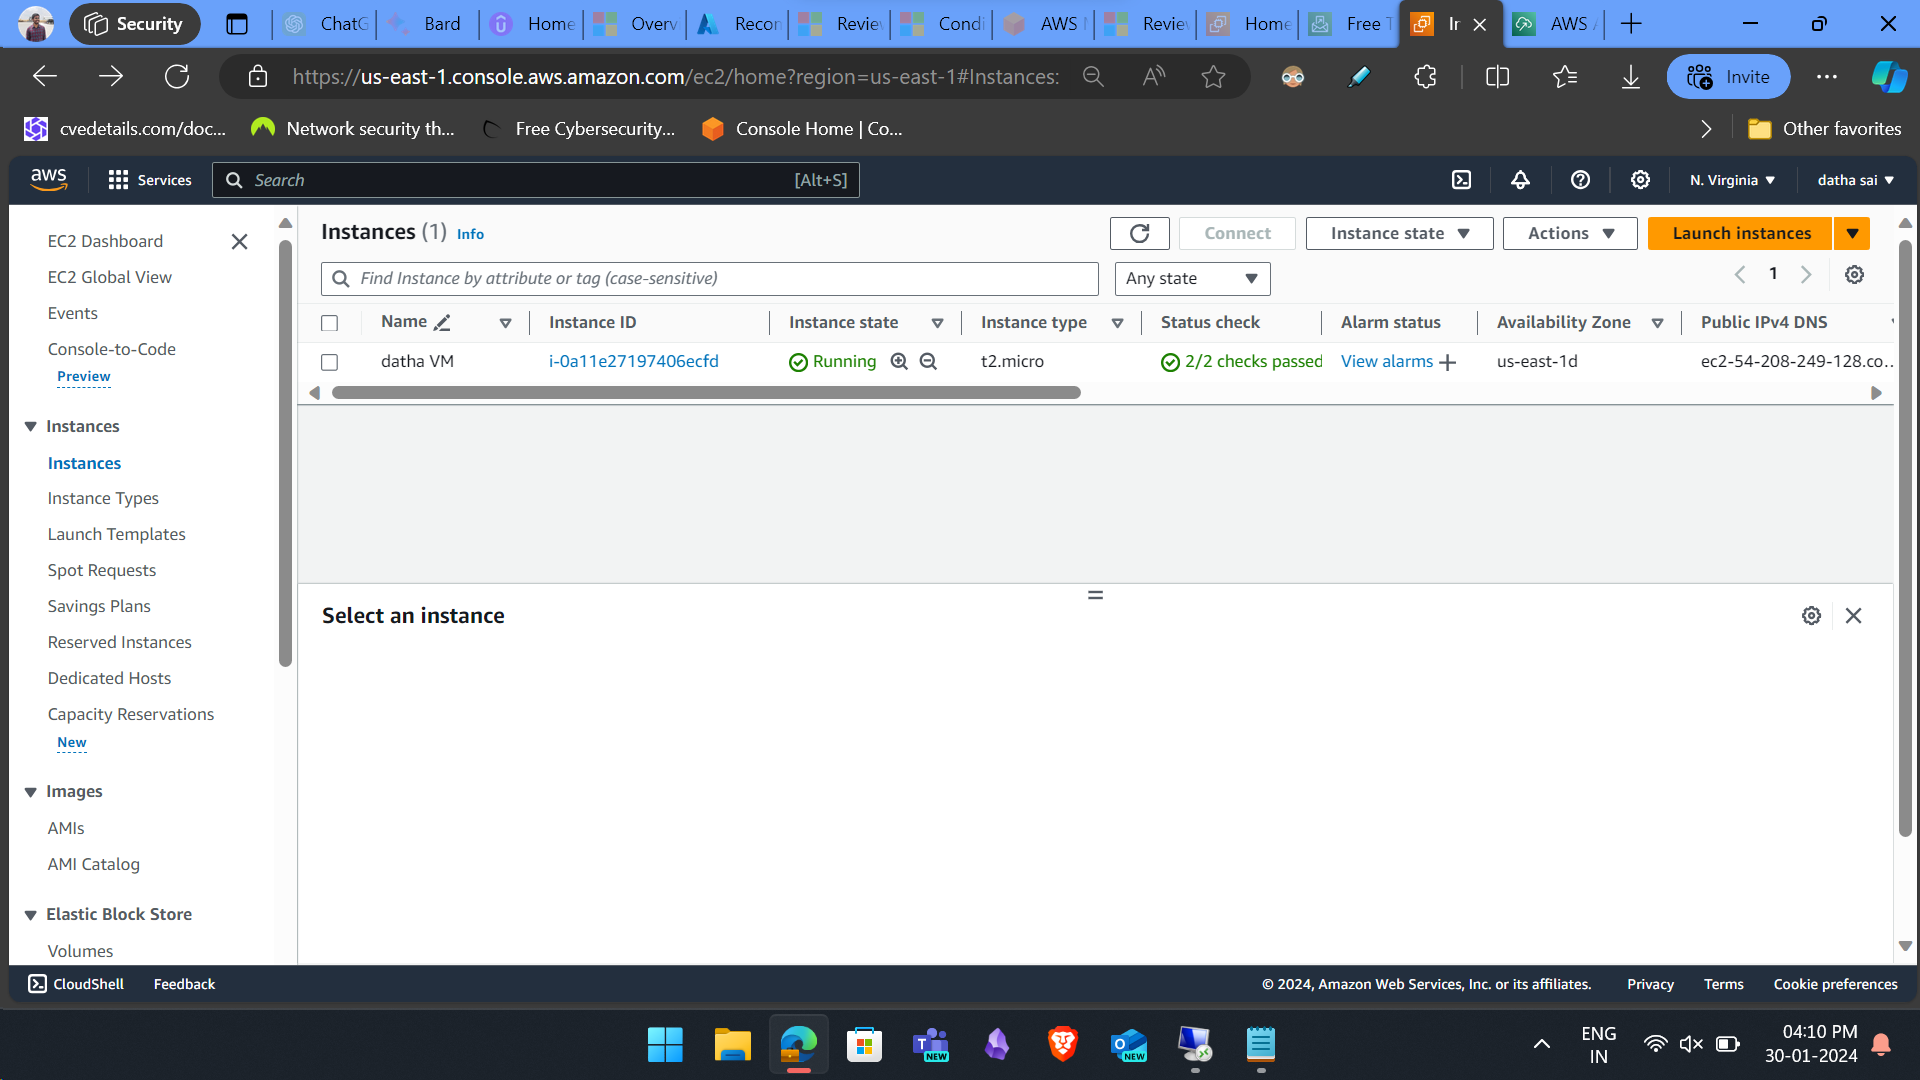 Security
ChatG
Bard
Home
Overv
Recon
Review
Condi
AWS
Review
Home
Free T
AWS
https://us-east-1.console.aws.amazon.com/ec2/home?region=us-east-1#Instances:
Invite
cvedetails.com/doc...
Network security th...
Free Cybersecurity...
Console Home | Co...
Other favorites
aws
Services
Search
[Alt+S]
N. Virginia
datha sai
EC2 Dashboard
EC2 Global View
Events
Console-to-Code
Preview
Instances
Instances
Instance Types
Launch Templates
Spot Requests
Savings Plans
Reserved Instances
Dedicated Hosts
Capacity Reservations
New
Images
AMIs
AMI Catalog
Elastic Block Store
Volumes
Instances (1) Info
Connect
Instance state
Actions
Launch instances
Find Instance by attribute or tag (case-sensitive)
Any state
1
Name
Instance ID
Instance state
Instance type
Status check
Alarm status
Availability Zone
Public IPv4 DNS
datha VM
i-0a11e27197406ecfd
Running
t2.micro
2/2 checks passed
View alarms
us-east-1d
ec2-54-208-249-128.co...
Select an instance
CloudShell
Feedback
© 2024, Amazon Web Services, Inc. or its affiliates.
Privacy
Terms
Cookie preferences
NEW
NEW
ENG
IN
04:10 PM
30-01-2024